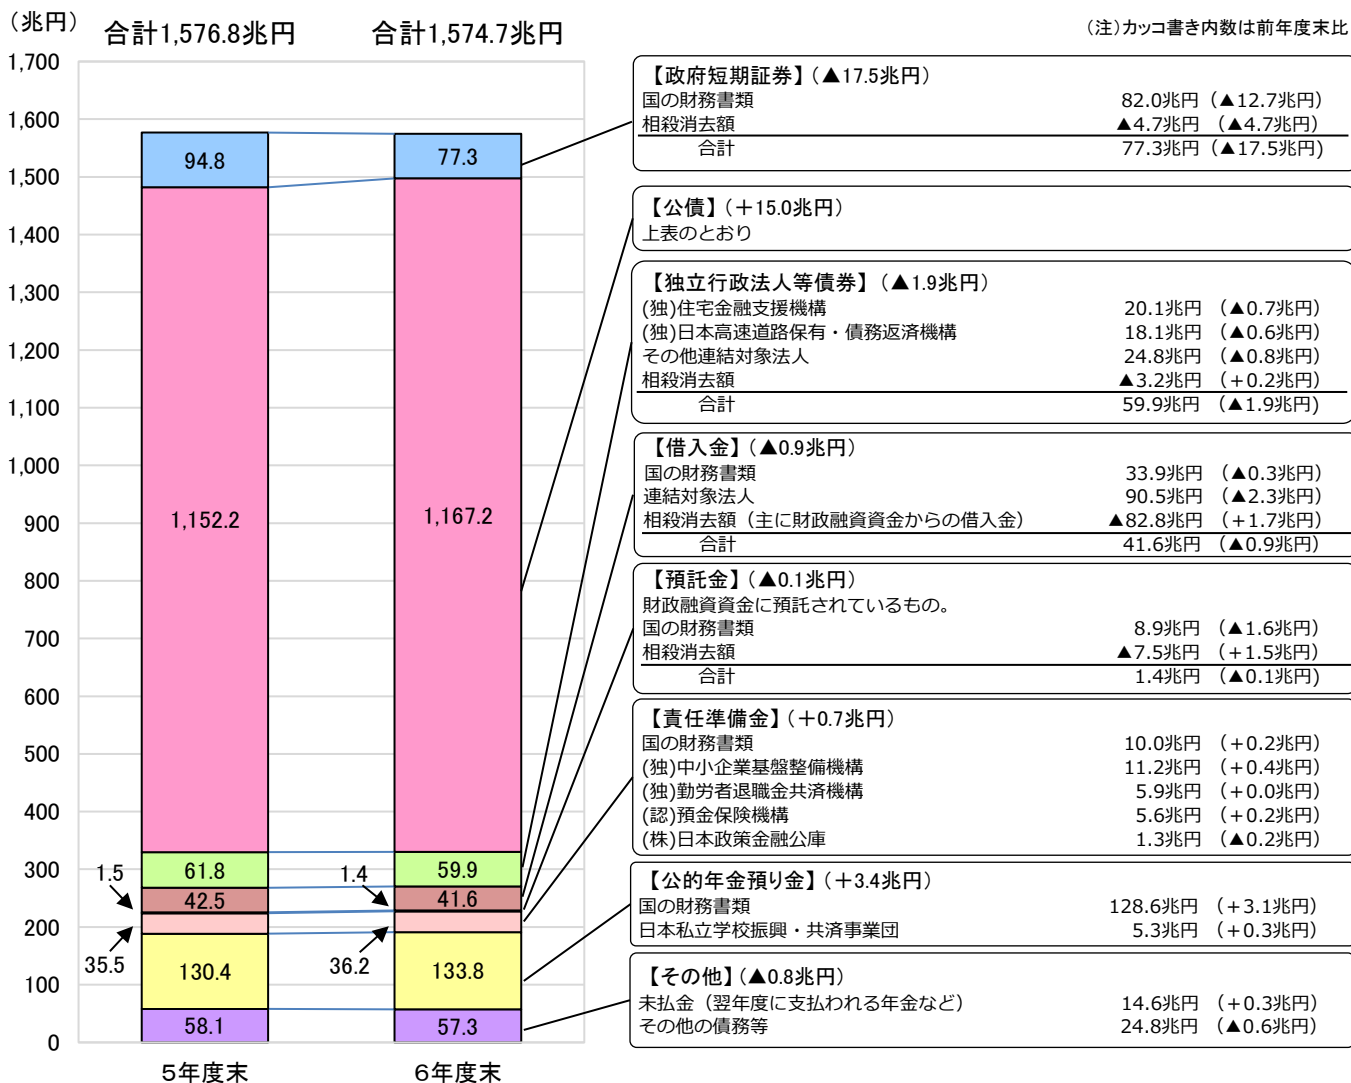 （兆円）
合計1,576.8兆円
合計1,574.7兆円
(注)カッコ書き内数は前年度末比
1,700
1,600
1,500
1,400
1,300
1,200
1,100
1,000
900
800
700
600
500
400
300
200
100
0
94.8
1,152.2
61.8
42.5
1.5
35.5
130.4
58.1
5年度末
77.3
1,167.2
59.9
41.6
1.4
36.2
133.8
57.3
6年度末
【政府短期証券】(▲17.5兆円)
国の財務書類 82.0兆円 (▲12.7兆円)
相殺消去額 ▲4.7兆円 (▲4.7兆円)
合計 77.3兆円 (▲17.5兆円)
【公債】(＋15.0兆円)
上表のとおり
【独立行政法人等債券】(▲1.9兆円)
(独)住宅金融支援機構 20.1兆円 (▲0.7兆円)
(独)日本高速道路保有・債務返済機構 18.1兆円 (▲0.6兆円)
その他連結対象法人 24.8兆円 (▲0.8兆円)
相殺消去額 ▲3.2兆円 (+0.2兆円)
合計 59.9兆円 (▲1.9兆円)
【借入金】(▲0.9兆円)
国の財務書類 33.9兆円 (▲0.3兆円)
連結対象法人 90.5兆円 (▲2.3兆円)
相殺消去額（主に財政融資資金からの借入金） ▲82.8兆円 (+1.7兆円)
合計 41.6兆円 (▲0.9兆円)
【預託金】(▲0.1兆円)
財政融資資金に預託されているもの。
国の財務書類 8.9兆円 (▲1.6兆円)
相殺消去額 ▲7.5兆円 (+1.5兆円)
合計 1.4兆円 (▲0.1兆円)
【責任準備金】(＋0.7兆円)
国の財務書類 10.0兆円 (+0.2兆円)
(独)中小企業基盤整備機構 11.2兆円 (+0.4兆円)
(独)勤労者退職金共済機構 5.9兆円 (+0.0兆円)
(認)預金保険機構 5.6兆円 (+0.2兆円)
(株)日本政策金融公庫 1.3兆円 (▲0.2兆円)
【公的年金預り金】(＋3.4兆円)
国の財務書類 128.6兆円 (+3.1兆円)
日本私立学校振興・共済事業団 5.3兆円 (+0.3兆円)
【その他】(▲0.8兆円)
未払金（翌年度に支払われる年金など） 14.6兆円 (+0.3兆円)
その他の債務等 24.8兆円 (▲0.6兆円)